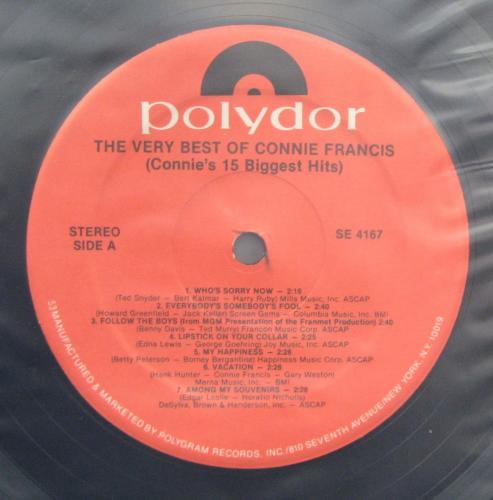 polydor
THE VERY BEST OF CONNIE FRANCIS
(Connie's 15 Biggest Hits)
STEREO
SIDE A
SE 4167
1. WHO'S SORRY NOW — 2:16
(Ted Snyder — Bert Kalmar — Harry Ruby) Mills Music, Inc. ASCAP
2. EVERYBODY'S SOMEBODY'S FOOL — 2:40
(Howard Greenfield — Jack Keller) Screen Gems — Columbia Music, Inc. BMI
3. FOLLOW THE BOYS (from MGM Presentation of the Franmet Production) 2:40
(Benny Davis — Ted Murry) Francon Music Corp. ASCAP
4. LIPSTICK ON YOUR COLLAR — 2:25
(Edna Lewis — George Goehring) Joy Music, Inc. ASCAP
5. MY HAPPINESS — 2:28
(Betty Peterson — Borney Bergantine) Happiness Music Corp. ASCAP
6. VACATION — 2:28
(Hank Hunter — Connie Francis — Gary Weston)
Merna Music, Inc. — BMI
7. AMONG MY SOUVENIRS — 2:28
(Edgar Leslie — Horatio Nicholls)
DeSylva, Brown & Henderson, Inc. — ASCAP
53 MANUFACTURED & MARKETED BY POLYGRAM RECORDS, INC./810 SEVENTH AVENUE/NEW YORK, N.Y. 10019